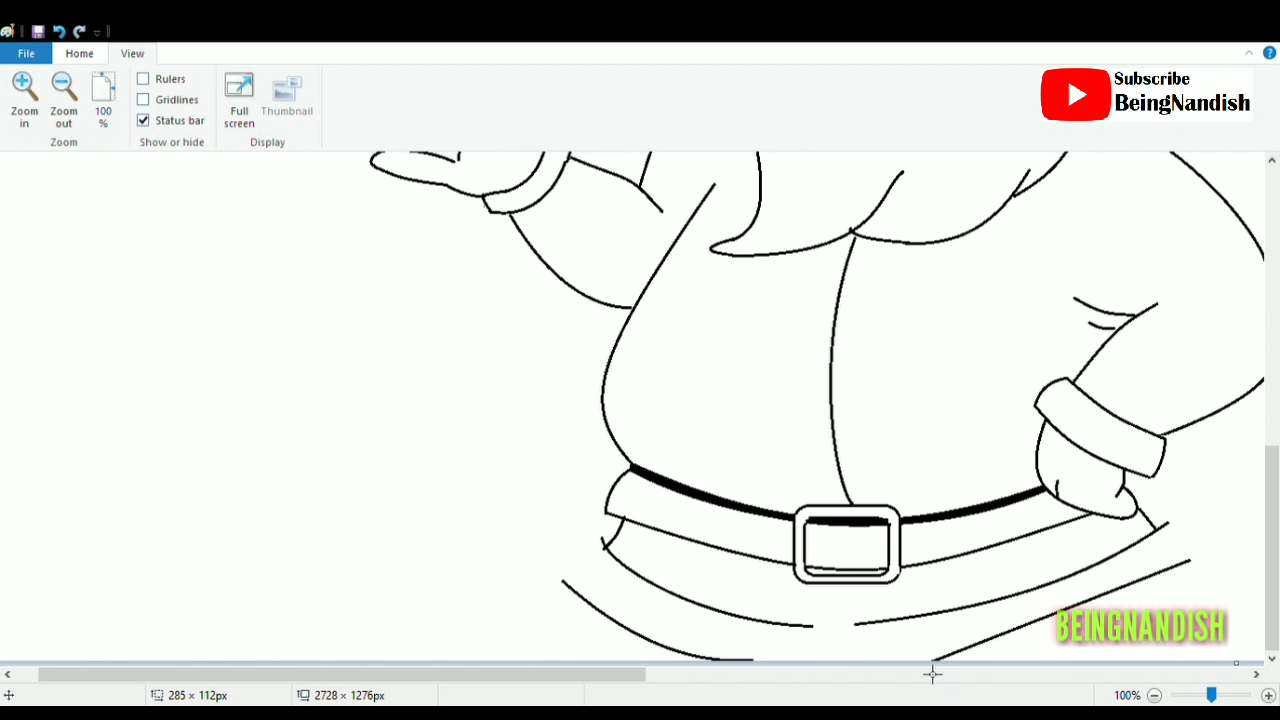 File Home View
Zoom in
Zoom out
100 %
Rulers
Gridlines
Status bar
Full screen
Thumbnail
Zoom
Show or hide
Display
Subscribe
BeingNandish
BEINGNANDISH
285 × 112px
2728 × 1276px
100%